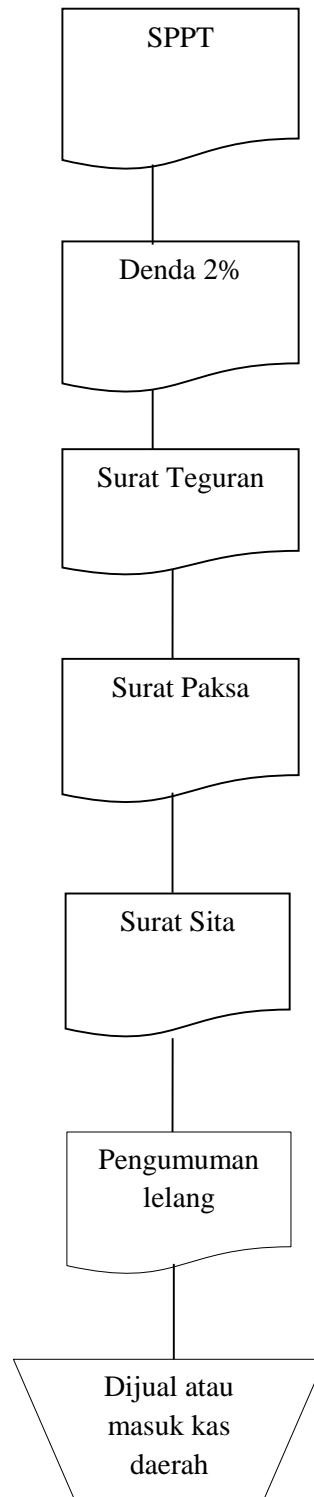 SPPT
Denda 2%
Surat Teguran
Surat Paksa
Surat Sita
Pengumuman
lelang
Dijual atau
masuk kas
daerah